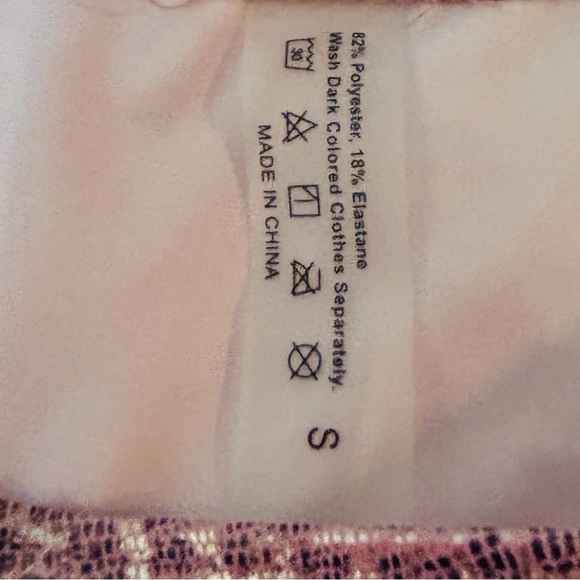 82% Polyester, 18% Elastane
Wash Dark Colored Clothes Separately.
30
MADE IN CHINA
S